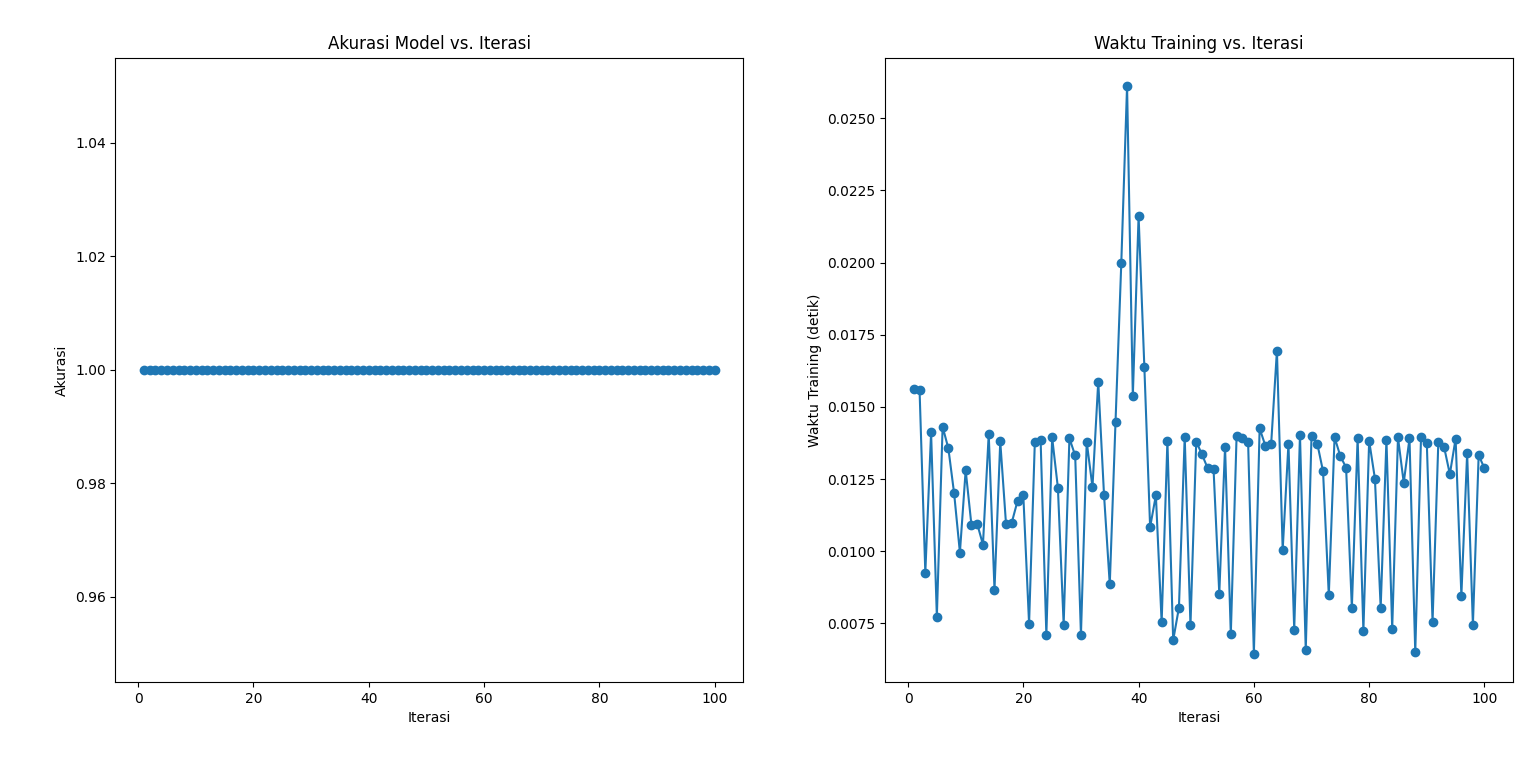 Akurasi Model vs. Iterasi
1.04
1.02
1.00
0.98
0.96
Akurasi
0 20 40 60 80 100
Iterasi
Waktu Training vs. Iterasi
0.0250
0.0225
0.0200
0.0175
0.0150
0.0125
0.0100
0.0075
Waktu Training (detik)
0 20 40 60 80 100
Iterasi